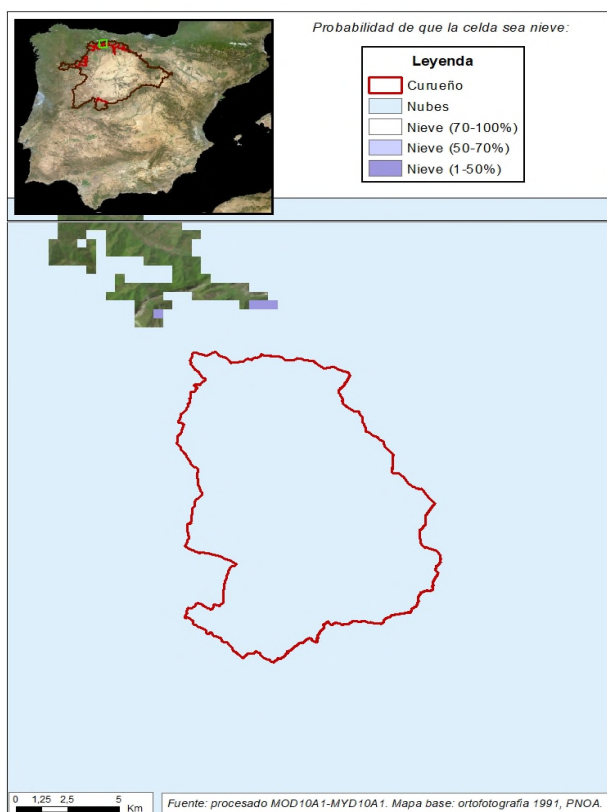 Probabilidad de que la celda sea nieve:
Leyenda
Curueño
Nubes
Nieve (70-100%)
Nieve (50-70%)
Nieve (1-50%)
0 1,25 2,5 5
Km
Fuente: procesado MOD10A1-MYD10A1. Mapa base: ortofotografia 1991, PNOA.